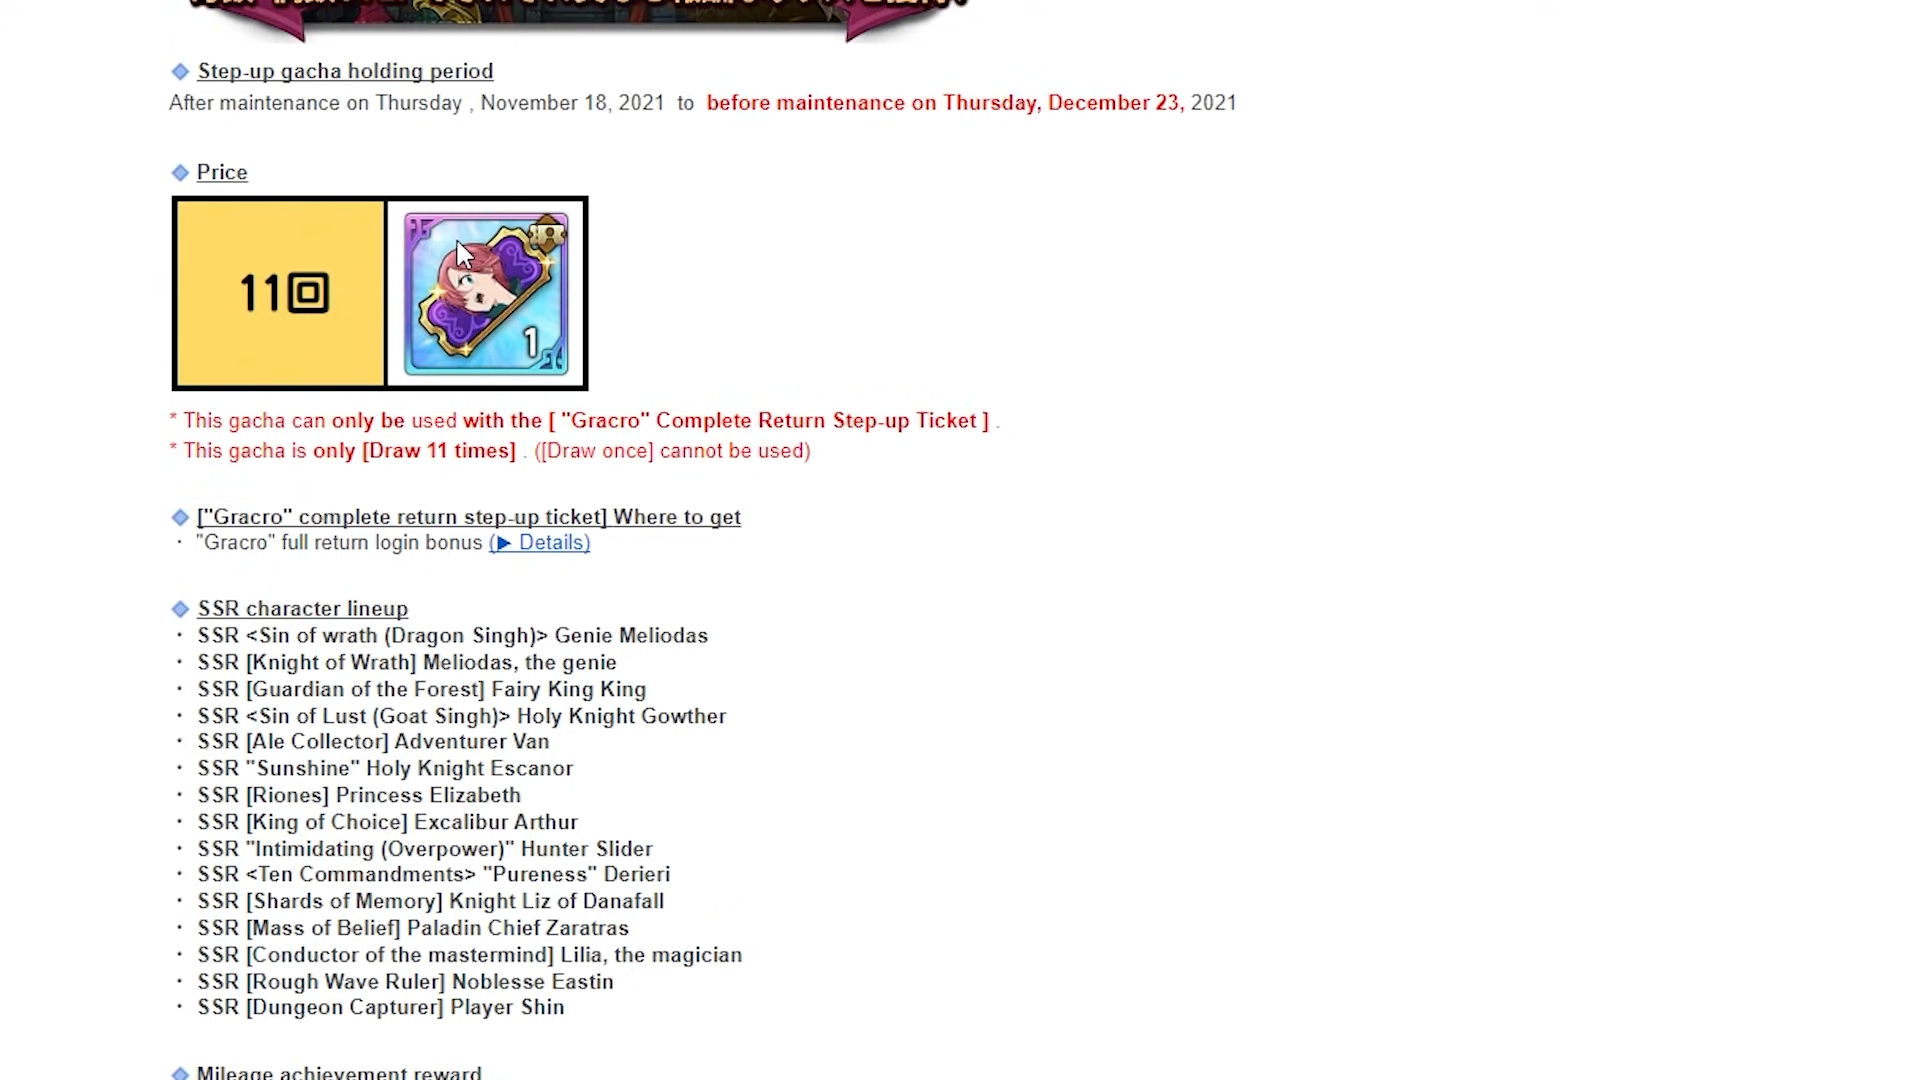 Step-up gacha holding period
After maintenance on Thursday , November 18, 2021 to before maintenance on Thursday, December 23, 2021
Price
11回
1
* This gacha can only be used with the [ "Gracro" Complete Return Step-up Ticket ] .
* This gacha is only [Draw 11 times] . ([Draw once] cannot be used)
["Gracro" complete return step-up ticket] Where to get
・ "Gracro" full return login bonus (▶ Details)
SSR character lineup
・ SSR <Sin of wrath (Dragon Singh)> Genie Meliodas
・ SSR [Knight of Wrath] Meliodas, the genie
・ SSR [Guardian of the Forest] Fairy King King
・ SSR <Sin of Lust (Goat Singh)> Holy Knight Gowther
・ SSR [Ale Collector] Adventurer Van
・ SSR "Sunshine" Holy Knight Escanor
・ SSR [Riones] Princess Elizabeth
・ SSR [King of Choice] Excalibur Arthur
・ SSR "Intimidating (Overpower)" Hunter Slider
・ SSR <Ten Commandments> "Pureness" Derieri
・ SSR [Shards of Memory] Knight Liz of Danafall
・ SSR [Mass of Belief] Paladin Chief Zaratras
・ SSR [Conductor of the mastermind] Lilia, the magician
・ SSR [Rough Wave Ruler] Noblesse Eastin
・ SSR [Dungeon Capturer] Player Shin
Mileage achievement reward